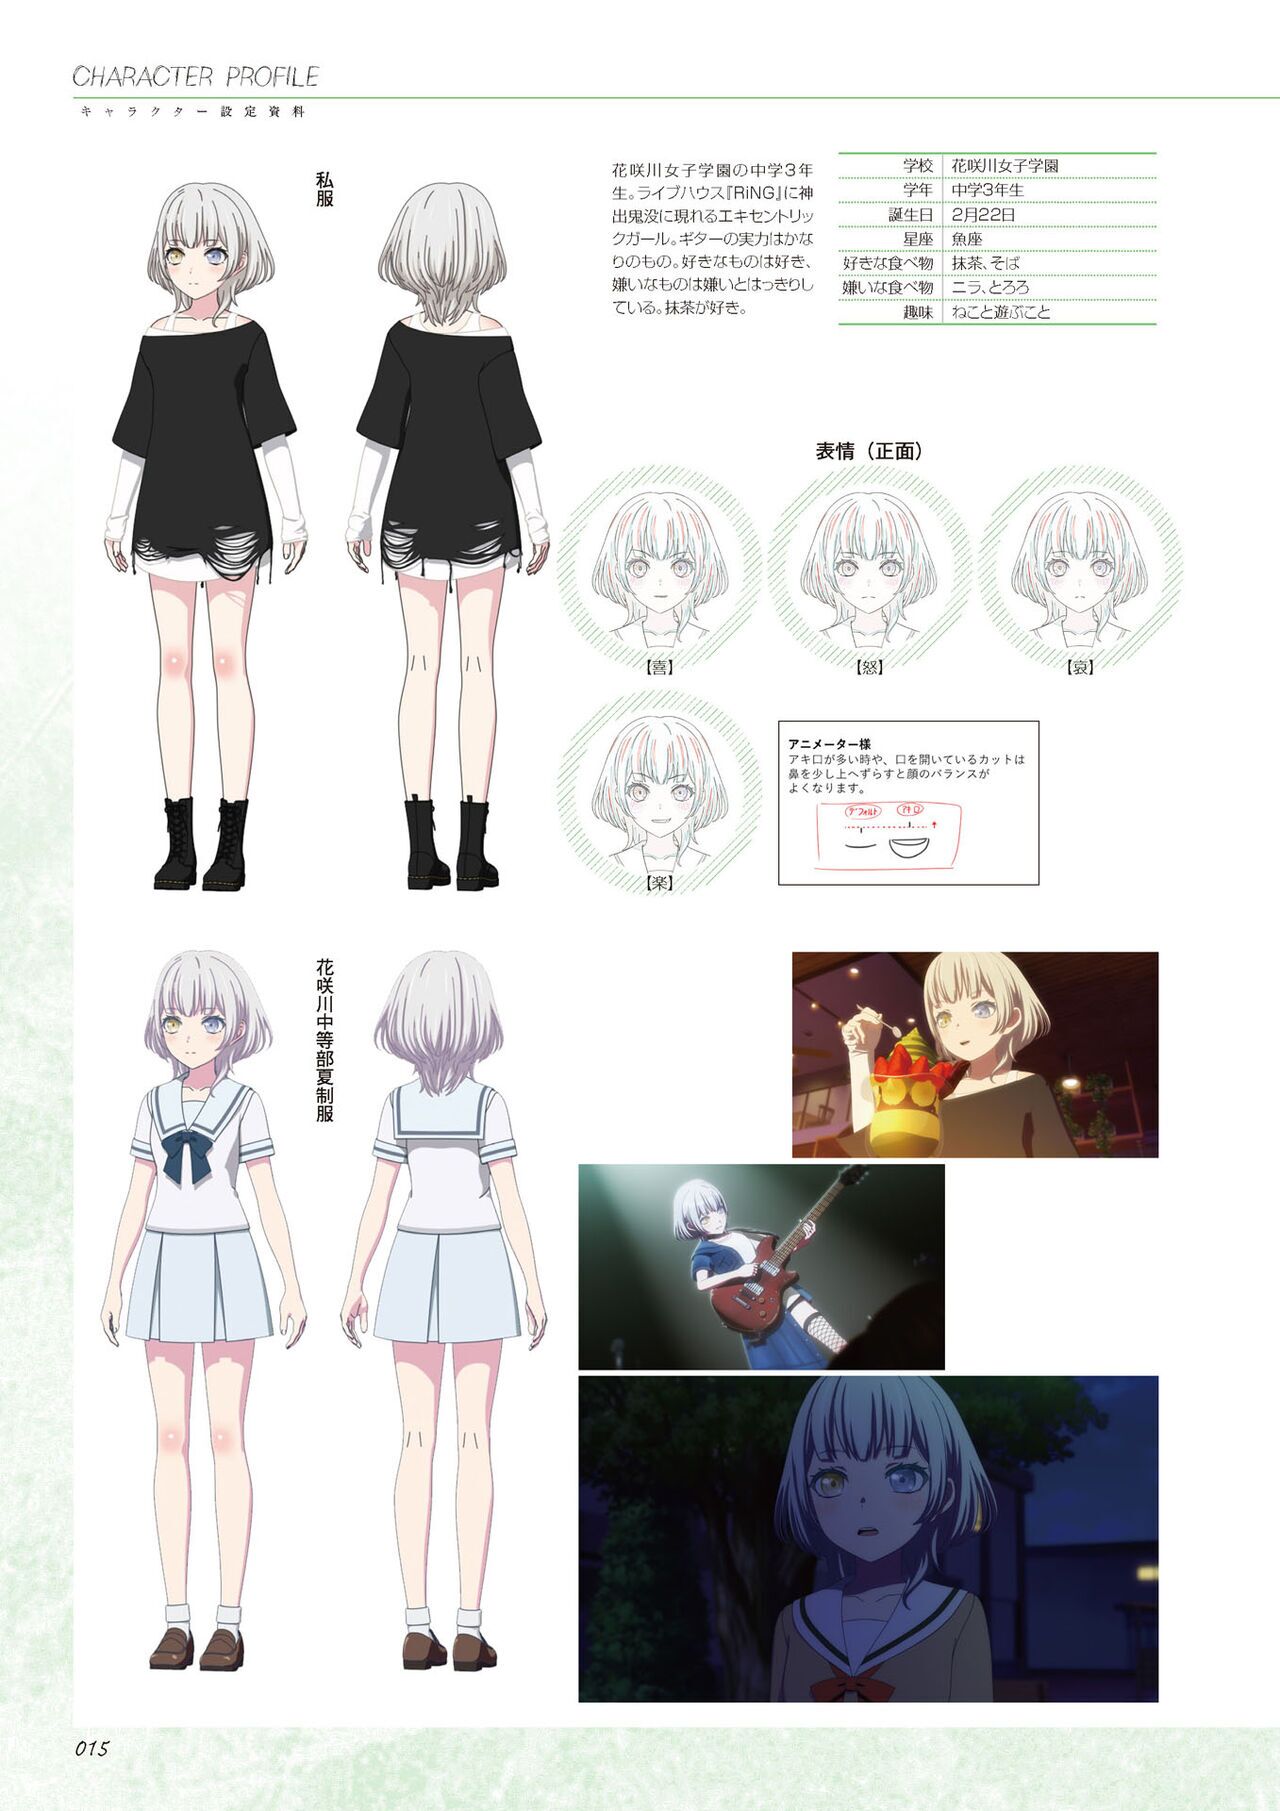 CHARACTER PROFILE
キャラクター設定資料
私服
花咲川女子学園の中学3年
生。ライブハウス『RiNG』に神
出鬼没に現れるエキセントリッ
クガール。ギターの実力はかな
りのもの。好きなものは好き、
嫌いなものは嫌いとはっきりし
ている。抹茶が好き。
学校 花咲川女子学園
学年 中学3年生
誕生日 2月22日
星座 魚座
好きな食べ物 抹茶、そば
嫌いな食べ物 ニラ、とろろ
趣味 ねこと遊ぶこと
表情（正面）
【喜】
【怒】
【哀】
【楽】
アニメーター様
アキ口が多い時や、口を開いているカットは
鼻を少し上へずらすと顔のバランスが
よくなります。
デフォルト
アキ口
花咲川中等部夏制服
015